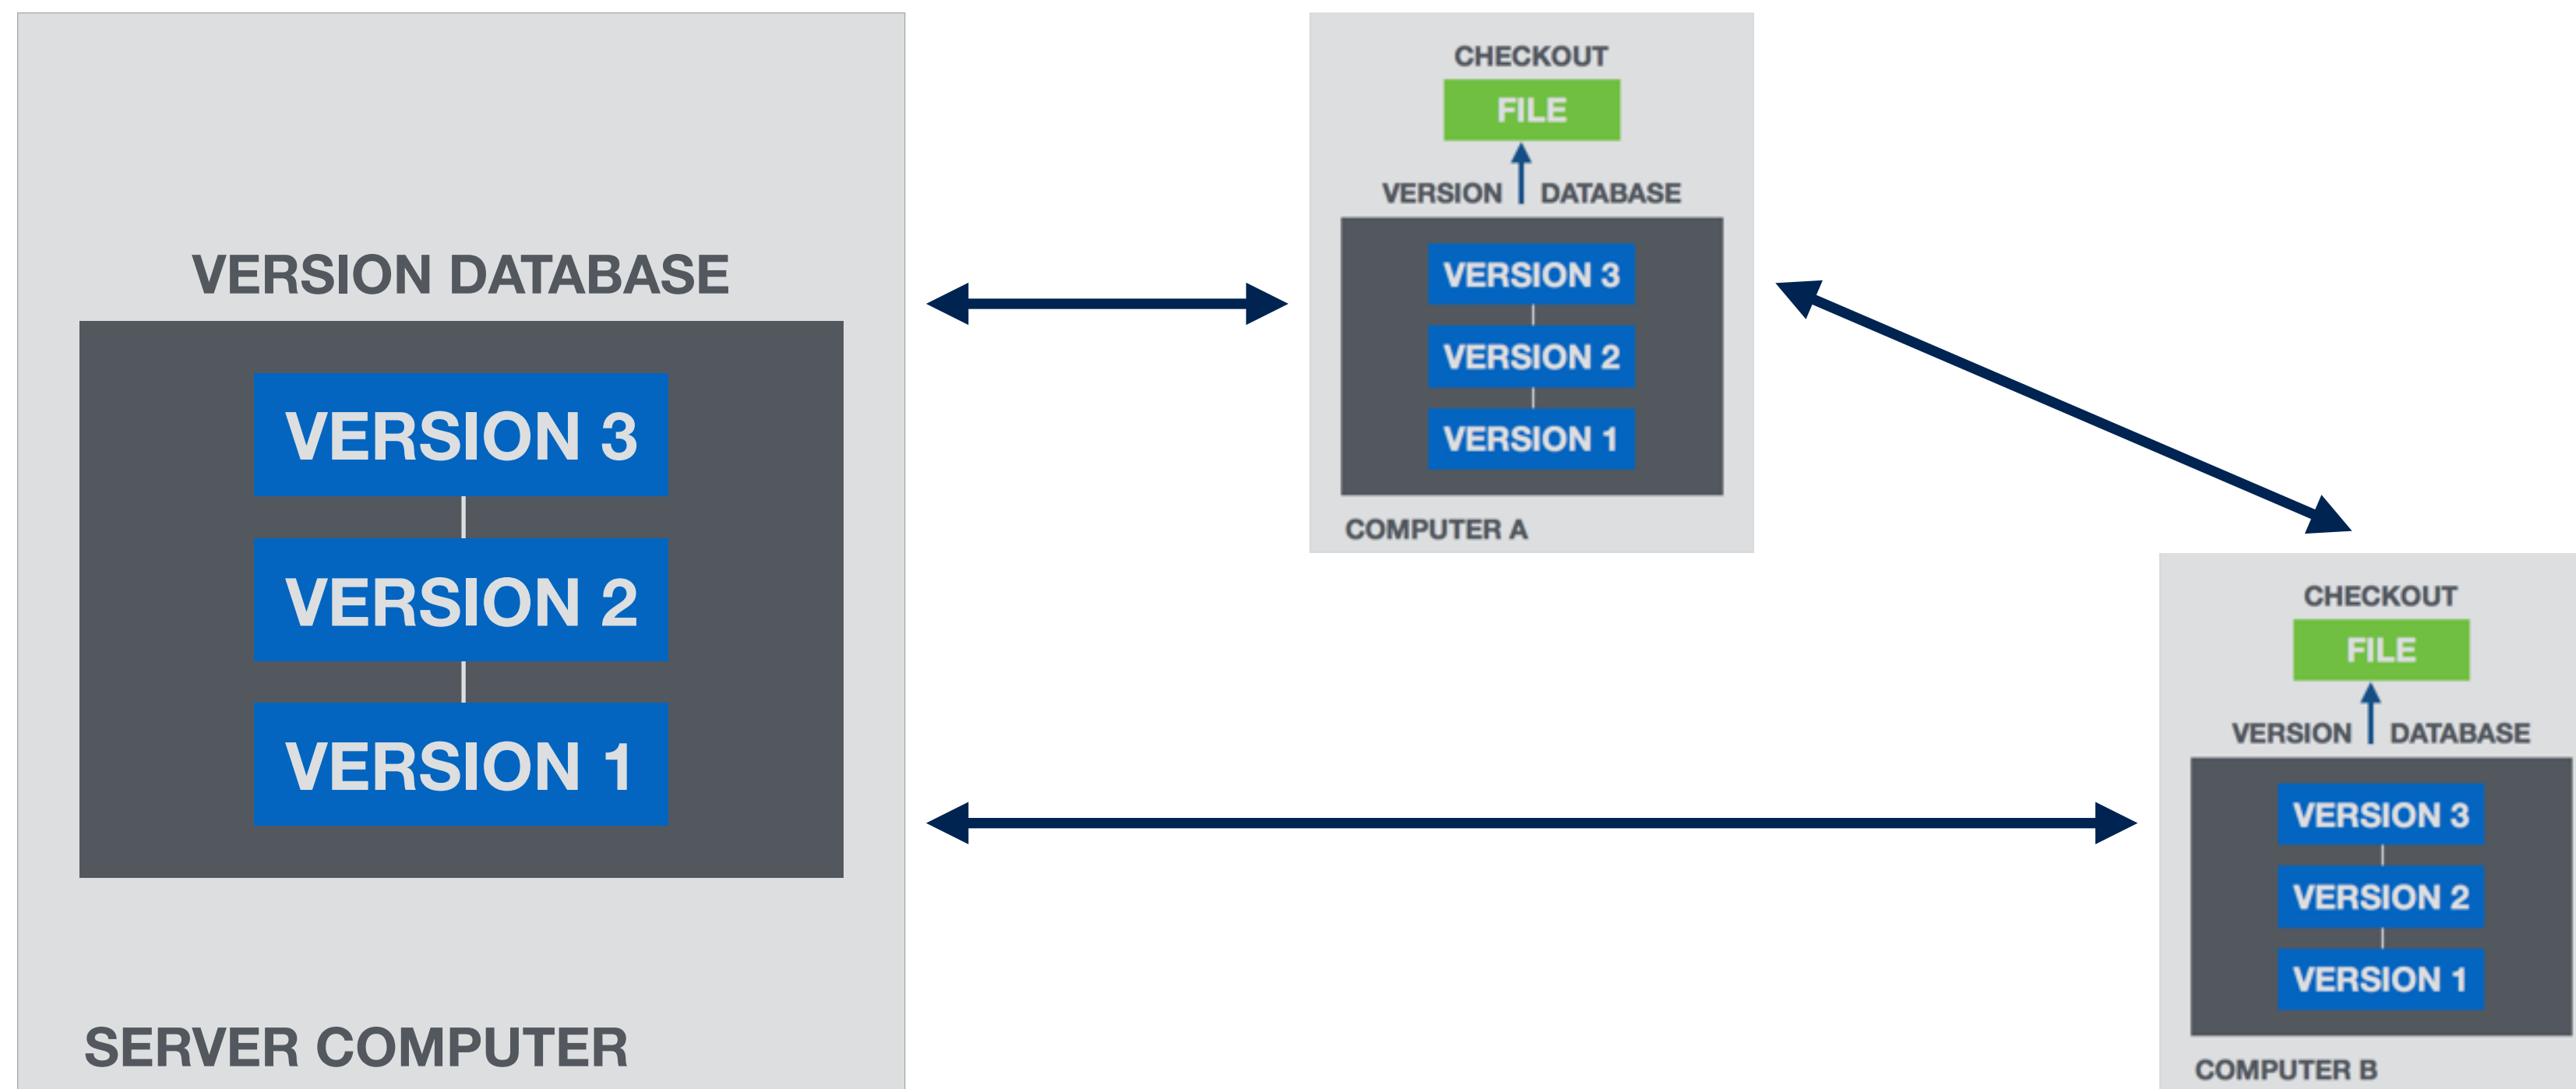 VERSION DATABASE
VERSION 3
VERSION 2
VERSION 1
SERVER COMPUTER
CHECKOUT
FILE
VERSION DATABASE
VERSION 3
VERSION 2
VERSION 1
COMPUTER A
CHECKOUT
FILE
VERSION DATABASE
VERSION 3
VERSION 2
VERSION 1
COMPUTER B